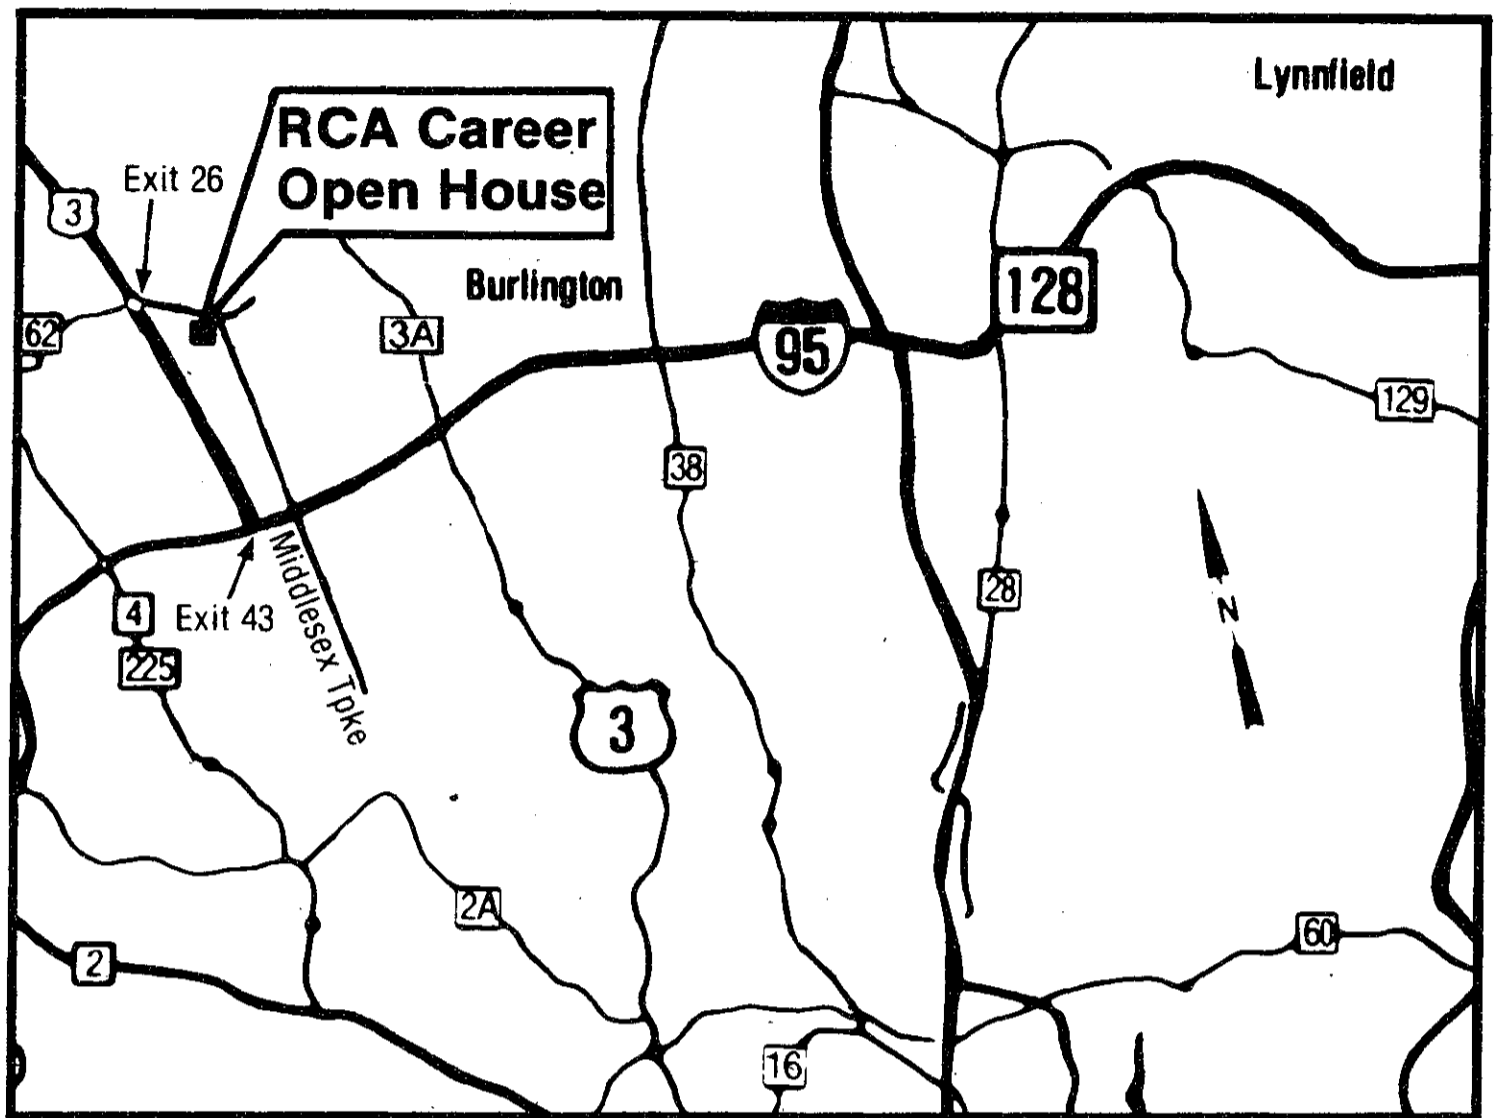 Lynnfield
RCA Career
Open House
Exit 26
3
Burlington
128
62
3A
95
129
38
28
4
Exit 43
Middlesex Tpke
225
N
3
2A
60
2
16